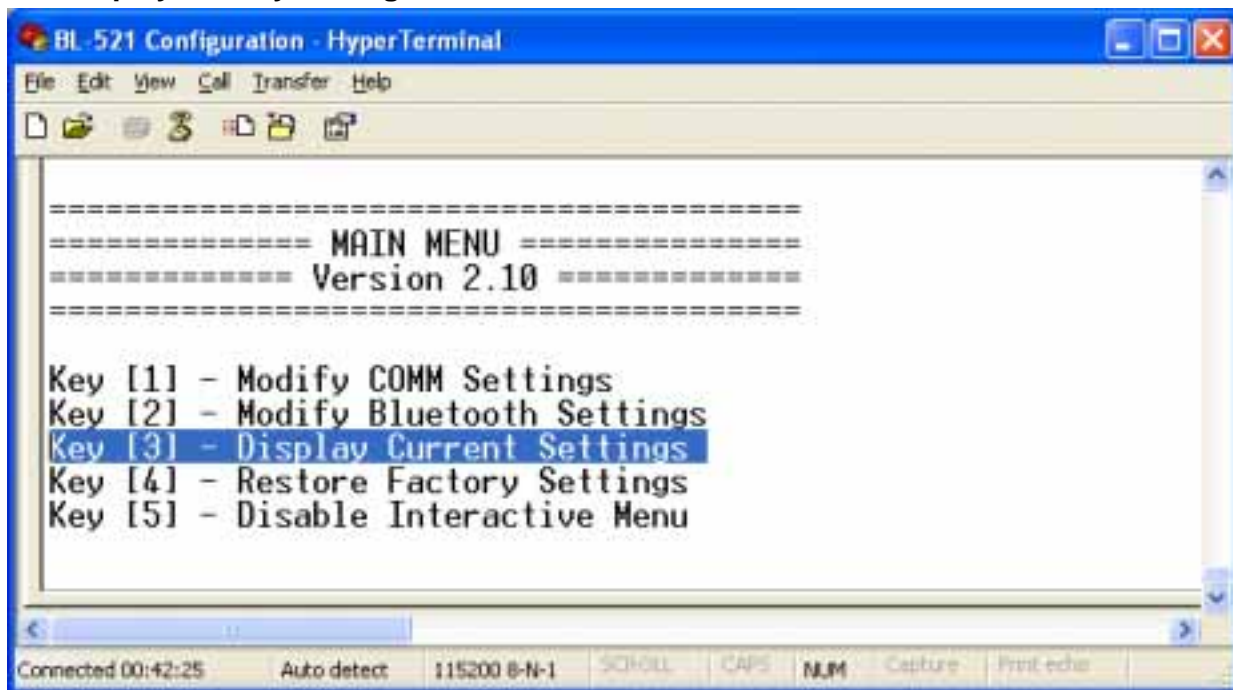 BL-521 Configuration - HyperTerminal
File Edit View Call Transfer Help
========================================
============== MAIN MENU ===============
============= Version 2.10 =============
========================================
Key [1] - Modify COMM Settings
Key [2] - Modify Bluetooth Settings
Key [3] - Display Current Settings
Key [4] - Restore Factory Settings
Key [5] - Disable Interactive Menu
Connected 00:42:25 Auto detect 115200 8-N-1 SCROLL CAPS NUM Capture Print echo